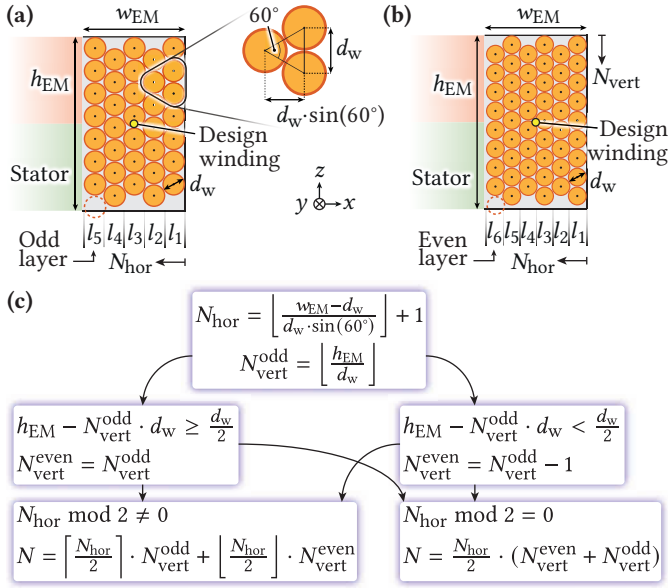 (a)
w_EM
60°
d_w
d_w·sin(60°)
h_EM
Stator
Design
winding
d_w
z
y x
l_5 l_4 l_3 l_2 l_1
Odd
layer
N_hor
(b)
w_EM
h_EM
N_vert
Stator
Design
winding
d_w
l_6 l_5 l_4 l_3 l_2 l_1
Even
layer
N_hor
(c)
N_hor = ⌊(w_EM − d_w)/(d_w·sin(60°))⌋ + 1
N_vert^odd = ⌊h_EM/d_w⌋
h_EM − N_vert^odd · d_w ≥ d_w/2
N_vert^even = N_vert^odd
h_EM − N_vert^odd · d_w < d_w/2
N_vert^even = N_vert^odd − 1
N_hor mod 2 ≠ 0
N = ⌈N_hor/2⌉ · N_vert^odd + ⌊N_hor/2⌋ · N_vert^even
N_hor mod 2 = 0
N = N_hor/2 · (N_vert^even + N_vert^odd)